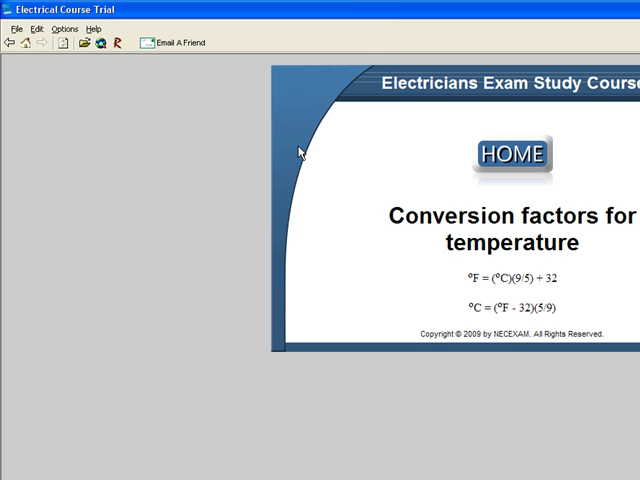 Electrical Course Trial
File Edit Options Help
Email A Friend
Electricians Exam Study Course
HOME
Conversion factors for
temperature
ºF = (ºC)(9/5) + 32
ºC = (ºF - 32)(5/9)
Copyright © 2009 by NECEXAM. All Rights Reserved.